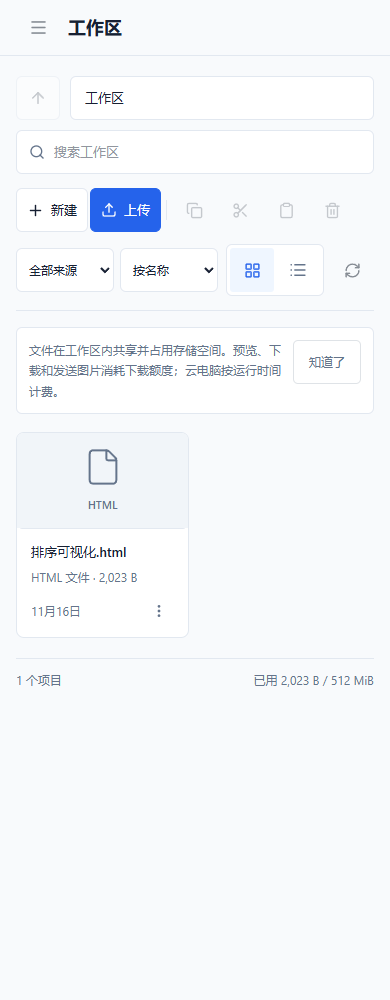 工作区
工作区
搜索工作区
新建
上传
全部来源
按名称
文件在工作区内共享并占用存储空间。预览、下
载和发送图片消耗下载额度；云电脑按运行时间
计费。
知道了
HTML
排序可视化.html
HTML 文件 · 2,023 B
11月16日
1 个项目
已用 2,023 B / 512 MiB